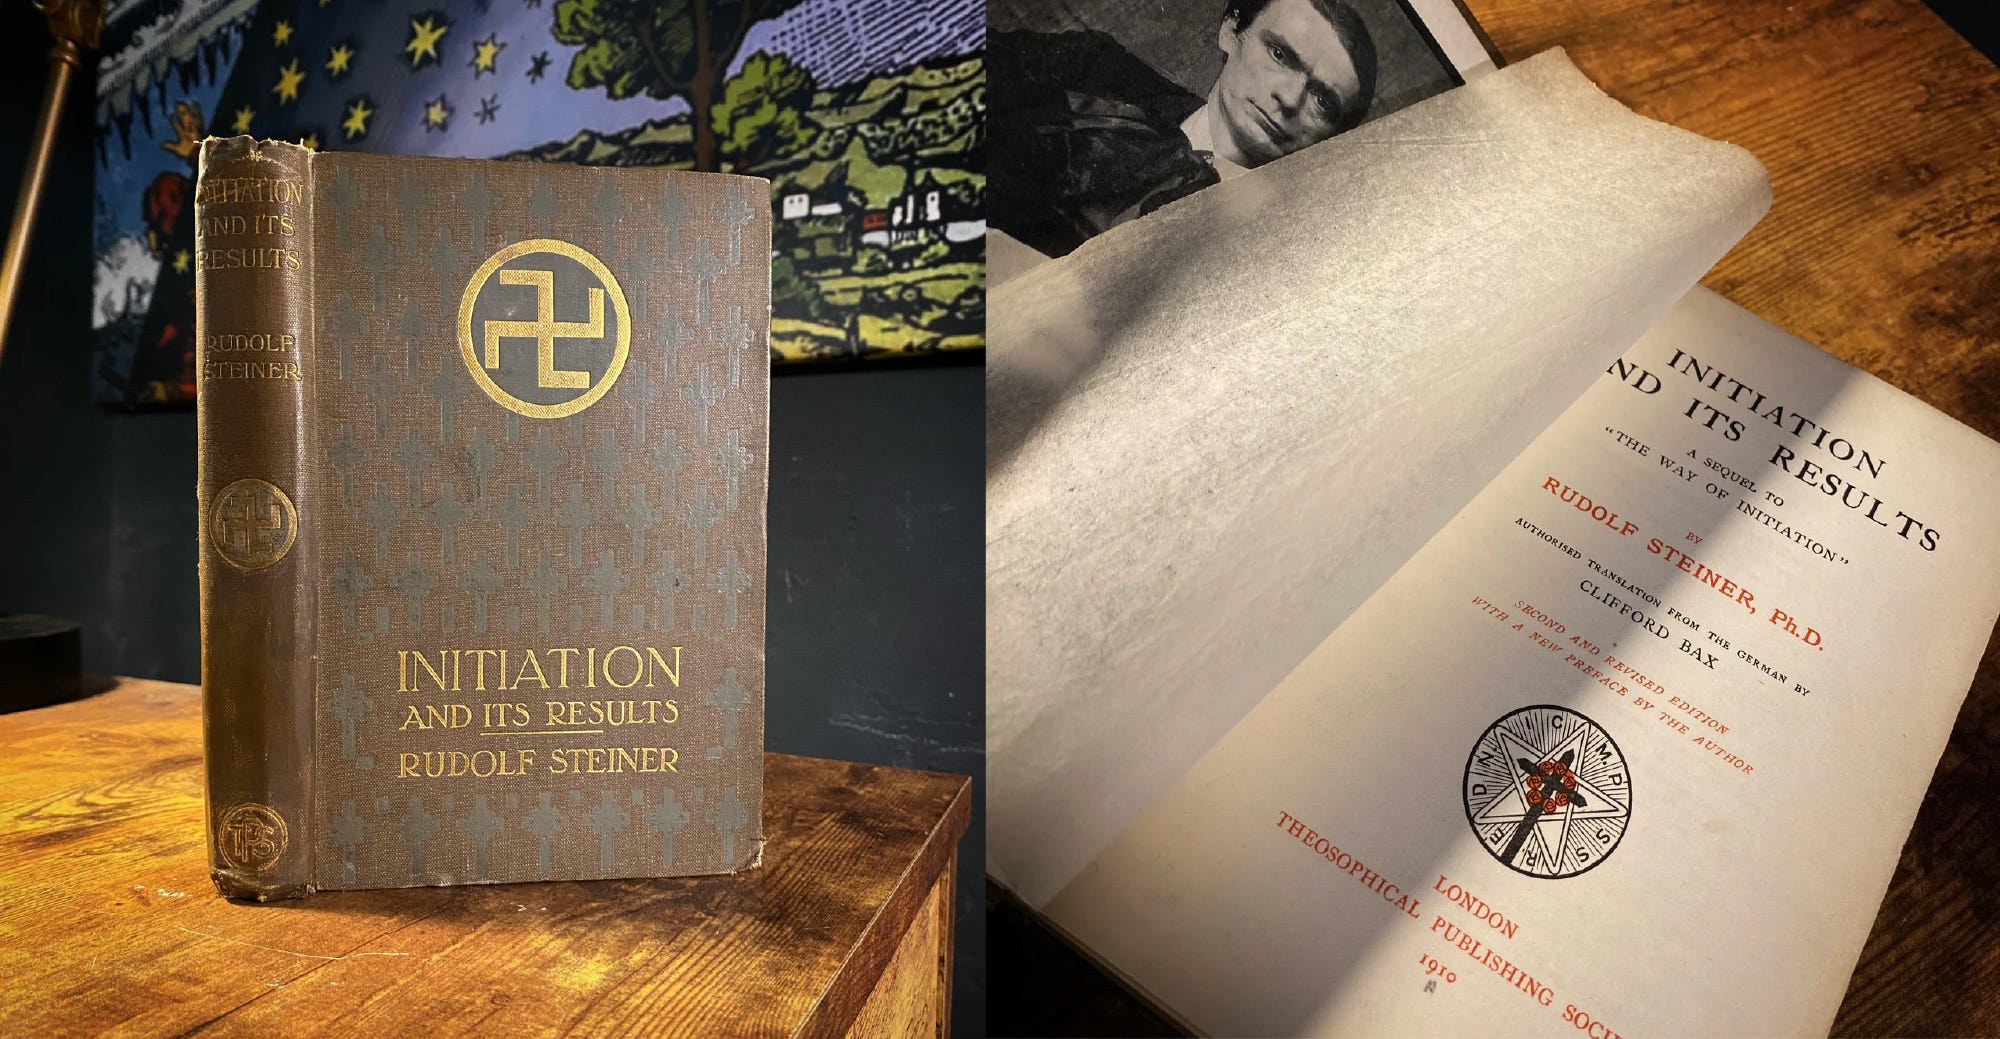 INITIATION
AND ITS
RESULTS
RUDOLF
STEINER
TPS
INITIATION
AND ITS RESULTS
RUDOLF STEINER
INITIATION
ND ITS RESULTS
A SEQUEL TO
"THE WAY OF INITIATION"
BY
RUDOLF STEINER, Ph.D.
AUTHORISED TRANSLATION FROM THE GERMAN BY
CLIFFORD BAX
SECOND AND REVISED EDITION
WITH A NEW PREFACE BY THE AUTHOR
E. D. N. I. C. M. P. S. S. R.
LONDON
THEOSOPHICAL PUBLISHING SOCI
1910